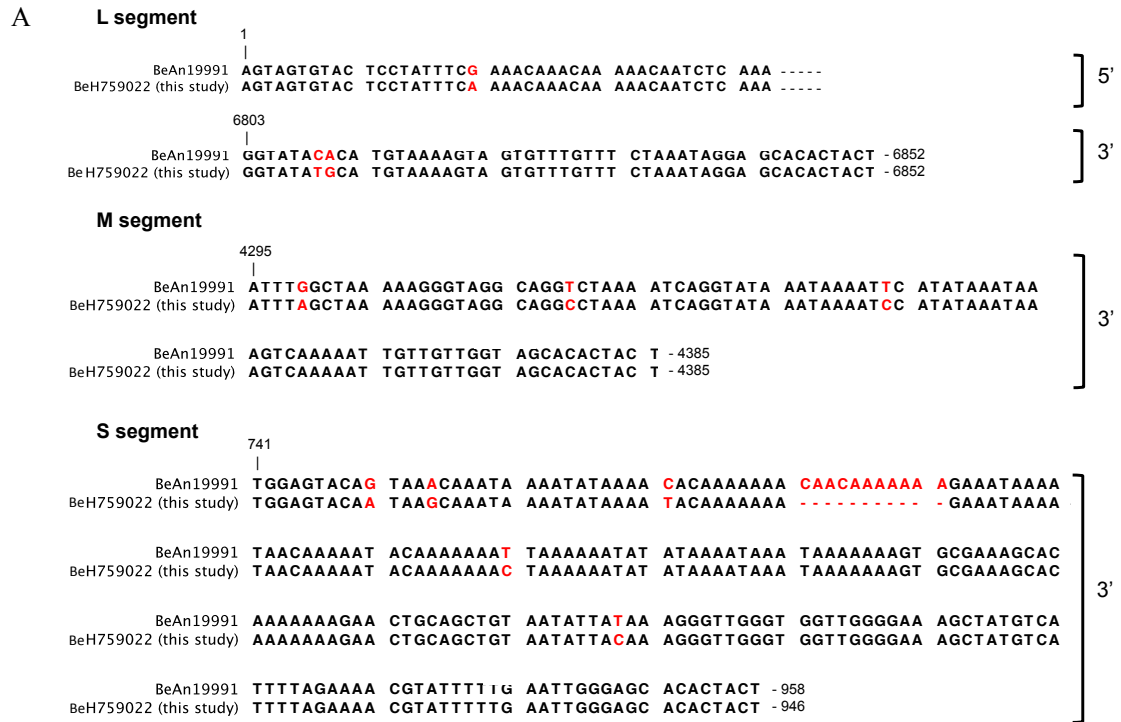 A
L segment
1
|
BeAn19991 AGTAGTGTAC TCCTATTTCG AAACAAACAA AAACAATCTC AAA -----
BeH759022 (this study) AGTAGTGTAC TCCTATTTCA AAACAAACAA AAACAATCTC AAA -----
5’
6803
|
BeAn19991 GGTATACACA TGTAAAAGTA GTGTTTGTTT CTAAATAGGA GCACACTACT - 6852
BeH759022 (this study) GGTATATGCA TGTAAAAGTA GTGTTTGTTT CTAAATAGGA GCACACTACT - 6852
3’
M segment
4295
|
BeAn19991 ATTTGGCTAA AAAGGGTAGG CAGGTCTAAA ATCAGGTATA AATAAAATTC ATATAAATAA
BeH759022 (this study) ATTTAGCTAA AAAGGGTAGG CAGGCCTAAA ATCAGGTATA AATAAAATCC ATATAAATAA
BeAn19991 AGTCAAAAAT TGTTGTTGGT AGCACACTAC T - 4385
BeH759022 (this study) AGTCAAAAAT TGTTGTTGGT AGCACACTAC T - 4385
3’
S segment
741
|
BeAn19991 TGGAGTACAG TAAACAAATA AAATATAAAA CACAAAAAAA CAACAAAAAA AGAAATAAAA
BeH759022 (this study) TGGAGTACAA TAAGCAAATA AAATATAAAA TACAAAAAAA - - - - - - - - - - -GAAATAAAA
BeAn19991 TAACAAAAAT ACAAAAAAAT TAAAAAATAT ATAAAATAAA TAAAAAAAGT GCGAAAGCAC
BeH759022 (this study) TAACAAAAAT ACAAAAAAAC TAAAAAATAT ATAAAATAAA TAAAAAAAGT GCGAAAGCAC
BeAn19991 AAAAAAAGAA CTGCAGCTGT AATATTATAA AGGGTTGGGT GGTTGGGGAA AGCTATGTCA
BeH759022 (this study) AAAAAAAGAA CTGCAGCTGT AATATTACAA AGGGTTGGGT GGTTGGGGAA AGCTATGTCA
BeAn19991 TTTTAGAAAA CGTATTTTTG AATTGGGAGC ACACTACT - 958
BeH759022 (this study) TTTTAGAAAA CGTATTTTTG AATTGGGAGC ACACTACT - 946
3’